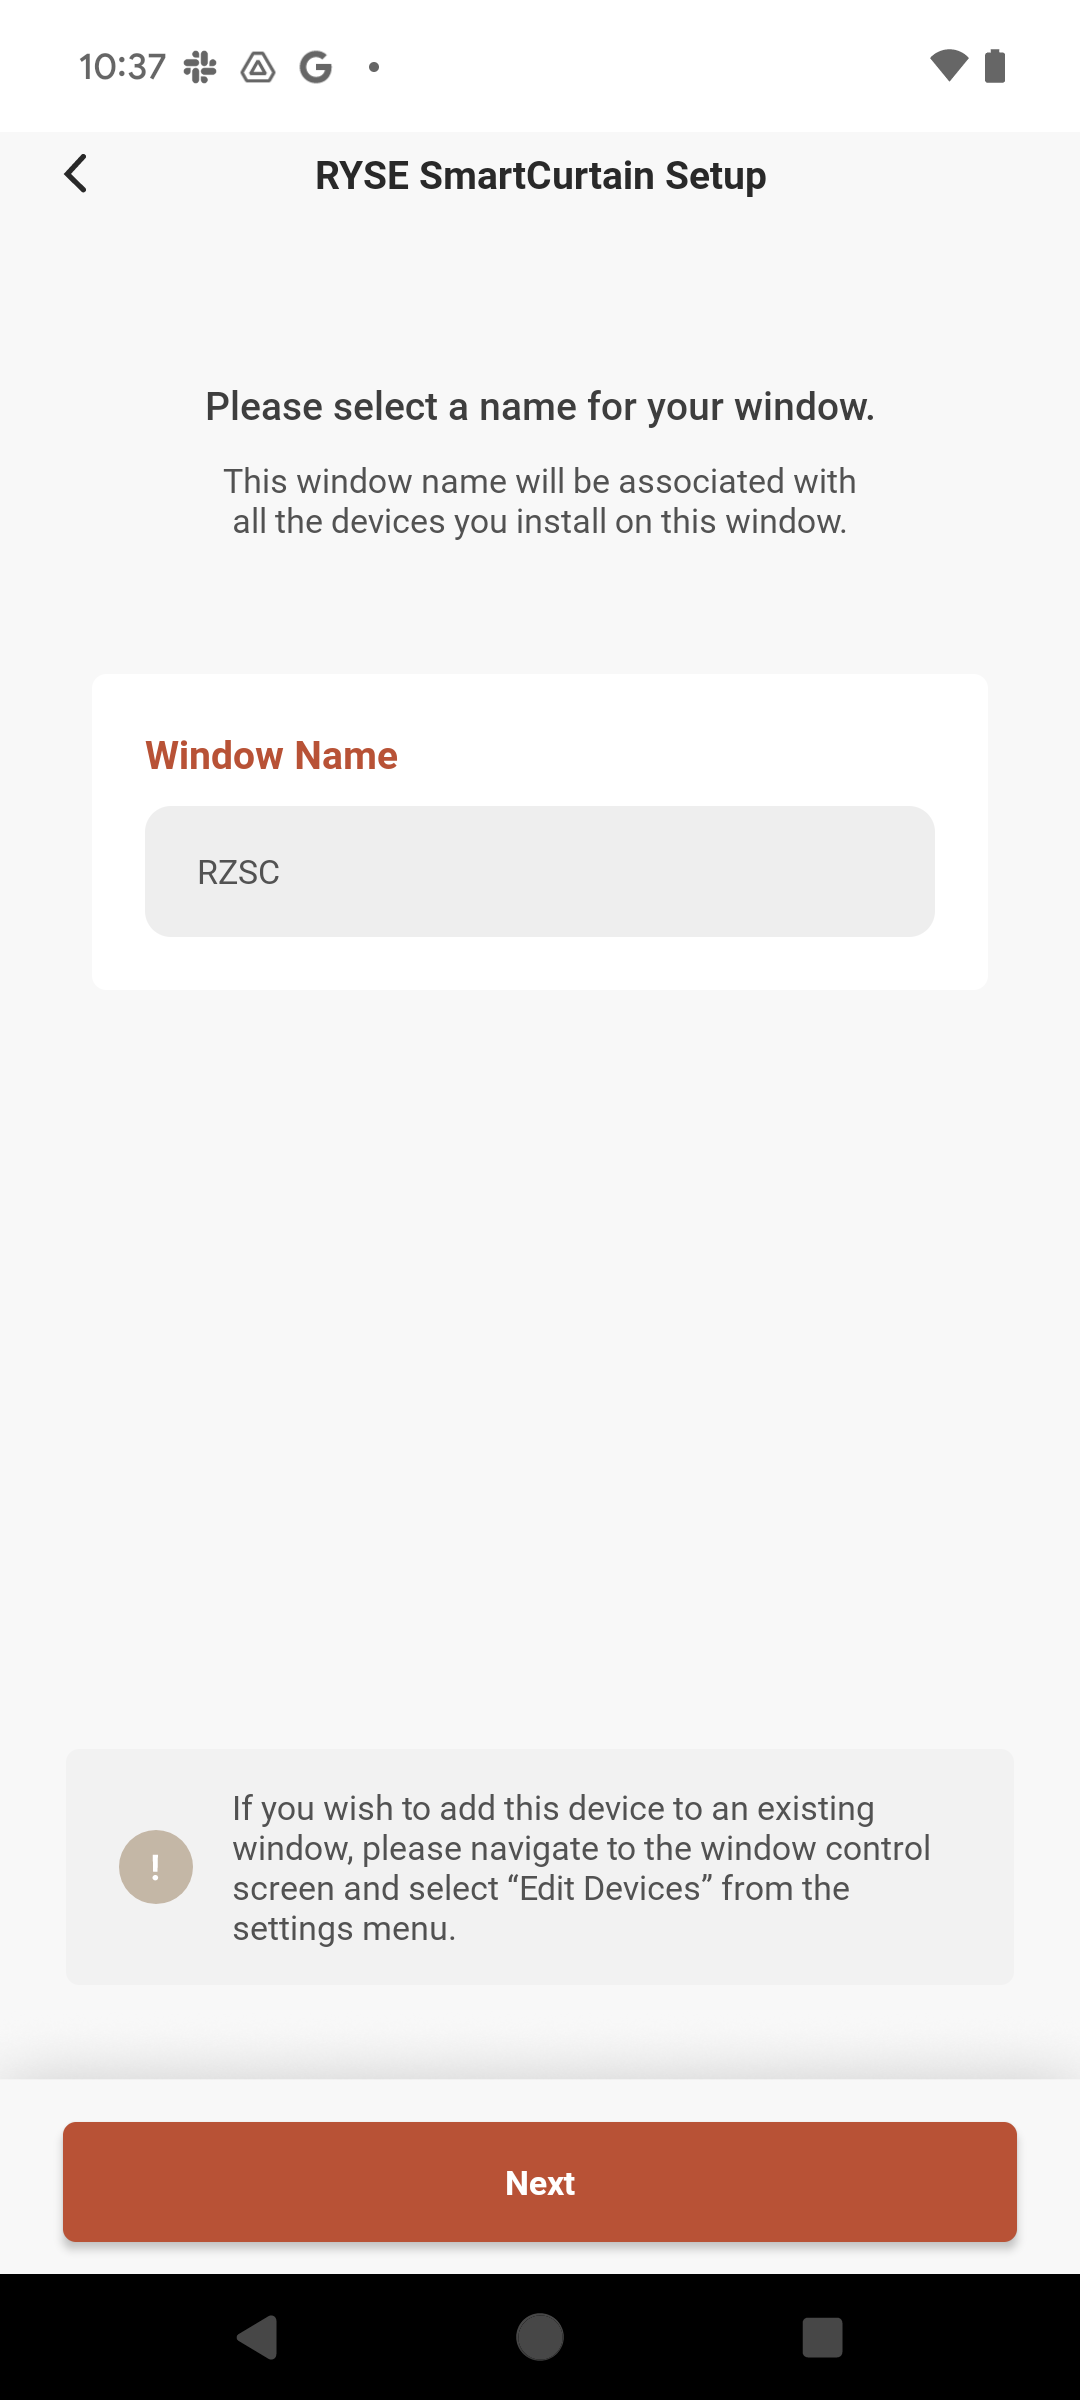 10:37
RYSE SmartCurtain Setup
Please select a name for your window.
This window name will be associated with
all the devices you install on this window.
Window Name
RZSC
!
If you wish to add this device to an existing
window, please navigate to the window control
screen and select “Edit Devices” from the
settings menu.
Next